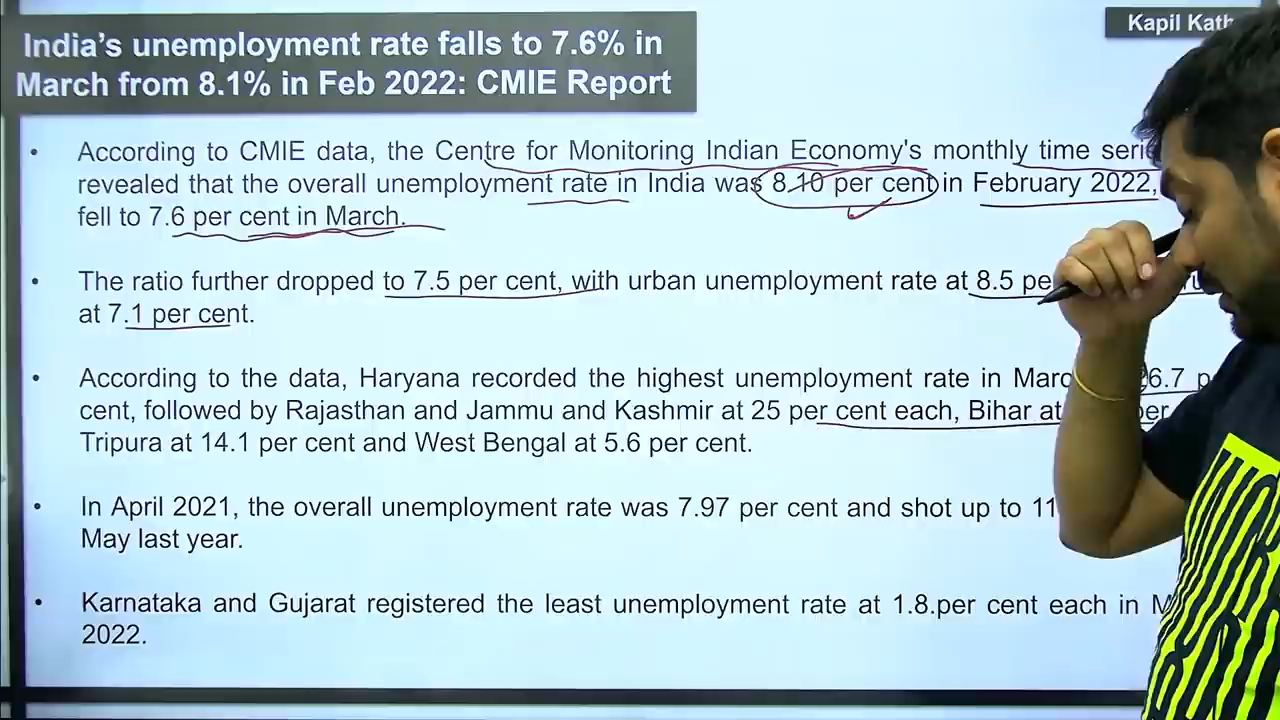 India's unemployment rate falls to 7.6% in
March from 8.1% in Feb 2022: CMIE Report
Kapil
• According to CMIE data, the Centre for Monitoring Indian Economy's monthly time
revealed that the overall unemployment rate in India was 8.10 per cent in February 2022,
fell to 7.6 per cent in March.
• The ratio further dropped to 7.5 per cent, with urban unemployment rate at 8.5
at 7.1 per cent.
• According to the data, Haryana recorded the highest unemployment rate in
cent, followed by Rajasthan and Jammu and Kashmir at 25 per cent each, Bihar at
Tripura at 14.1 per cent and West Bengal at 5.6 per cent.
• In April 2021, the overall unemployment rate was 7.97 per cent and shot up to
May last year.
• Karnataka and Gujarat registered the least unemployment rate at 1.8.per cent each in
2022.